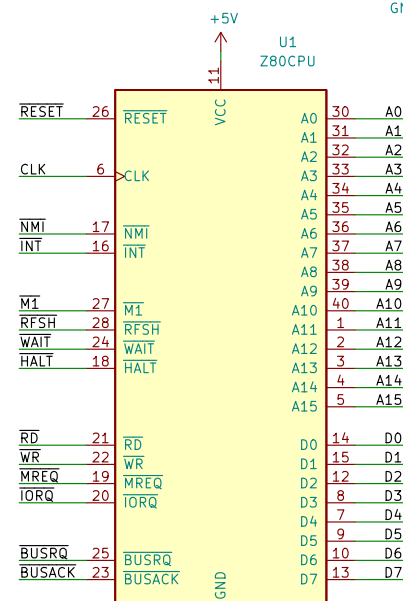 GN
+5V
U1
Z80CPU
11
VCC
RESET 26 RESET A0 30 A0
A1 31 A1
A2 32 A2
CLK 6 CLK A3 33 A3
A4 34 A4
A5 35 A5
NMI 17 NMI A6 36 A6
INT 16 INT A7 37 A7
A8 38 A8
A9 39 A9
M1 27 M1 A10 40 A10
RFSH 28 RFSH A11 1 A11
WAIT 24 WAIT A12 2 A12
HALT 18 HALT A13 3 A13
A14 4 A14
A15 5 A15
RD 21 RD D0 14 D0
WR 22 WR D1 15 D1
MREQ 19 MREQ D2 12 D2
IORQ 20 IORQ D3 8 D3
D4 7 D4
D5 9 D5
BUSRQ 25 BUSRQ D6 10 D6
BUSACK 23 BUSACK D7 13 D7
GND